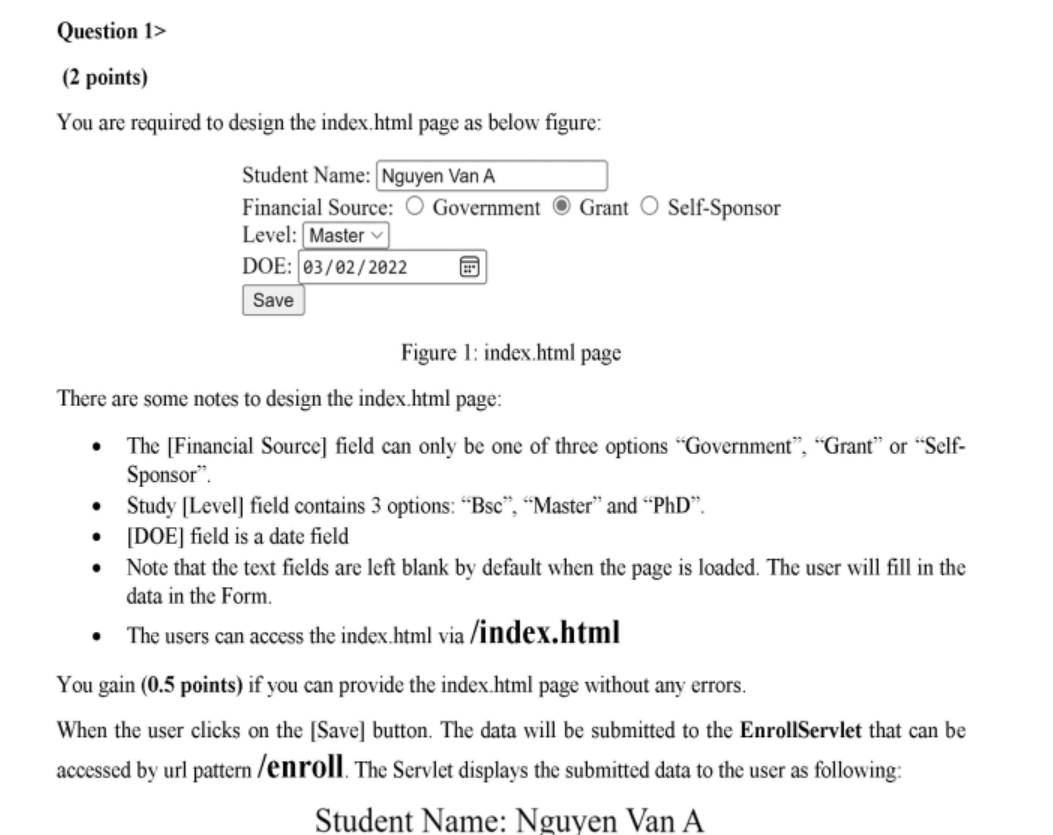 Question 1>
(2 points)
You are required to design the index.html page as below figure:
Student Name: Nguyen Van A
Financial Source: Government Grant Self-Sponsor
Level: Master
DOE: 03/02/2022
Save
Figure 1: index.html page
There are some notes to design the index.html page:
• The [Financial Source] field can only be one of three options “Government”, “Grant” or “Self-
Sponsor”.
• Study [Level] field contains 3 options: “Bsc”, “Master” and “PhD”.
• [DOE] field is a date field
• Note that the text fields are left blank by default when the page is loaded. The user will fill in the
data in the Form.
• The users can access the index.html via /index.html
You gain (0.5 points) if you can provide the index.html page without any errors.
When the user clicks on the [Save] button. The data will be submitted to the EnrollServlet that can be
accessed by url pattern /enroll. The Servlet displays the submitted data to the user as following:
Student Name: Nguyen Van A